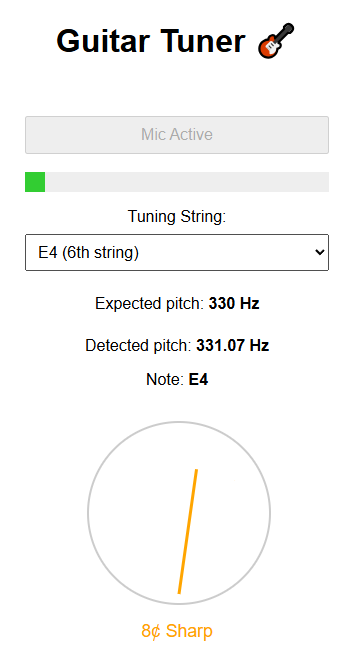 Guitar Tuner 🎸
Mic Active
Tuning String:
E4 (6th string)
Expected pitch: 330 Hz
Detected pitch: 331.07 Hz
Note: E4
8¢ Sharp